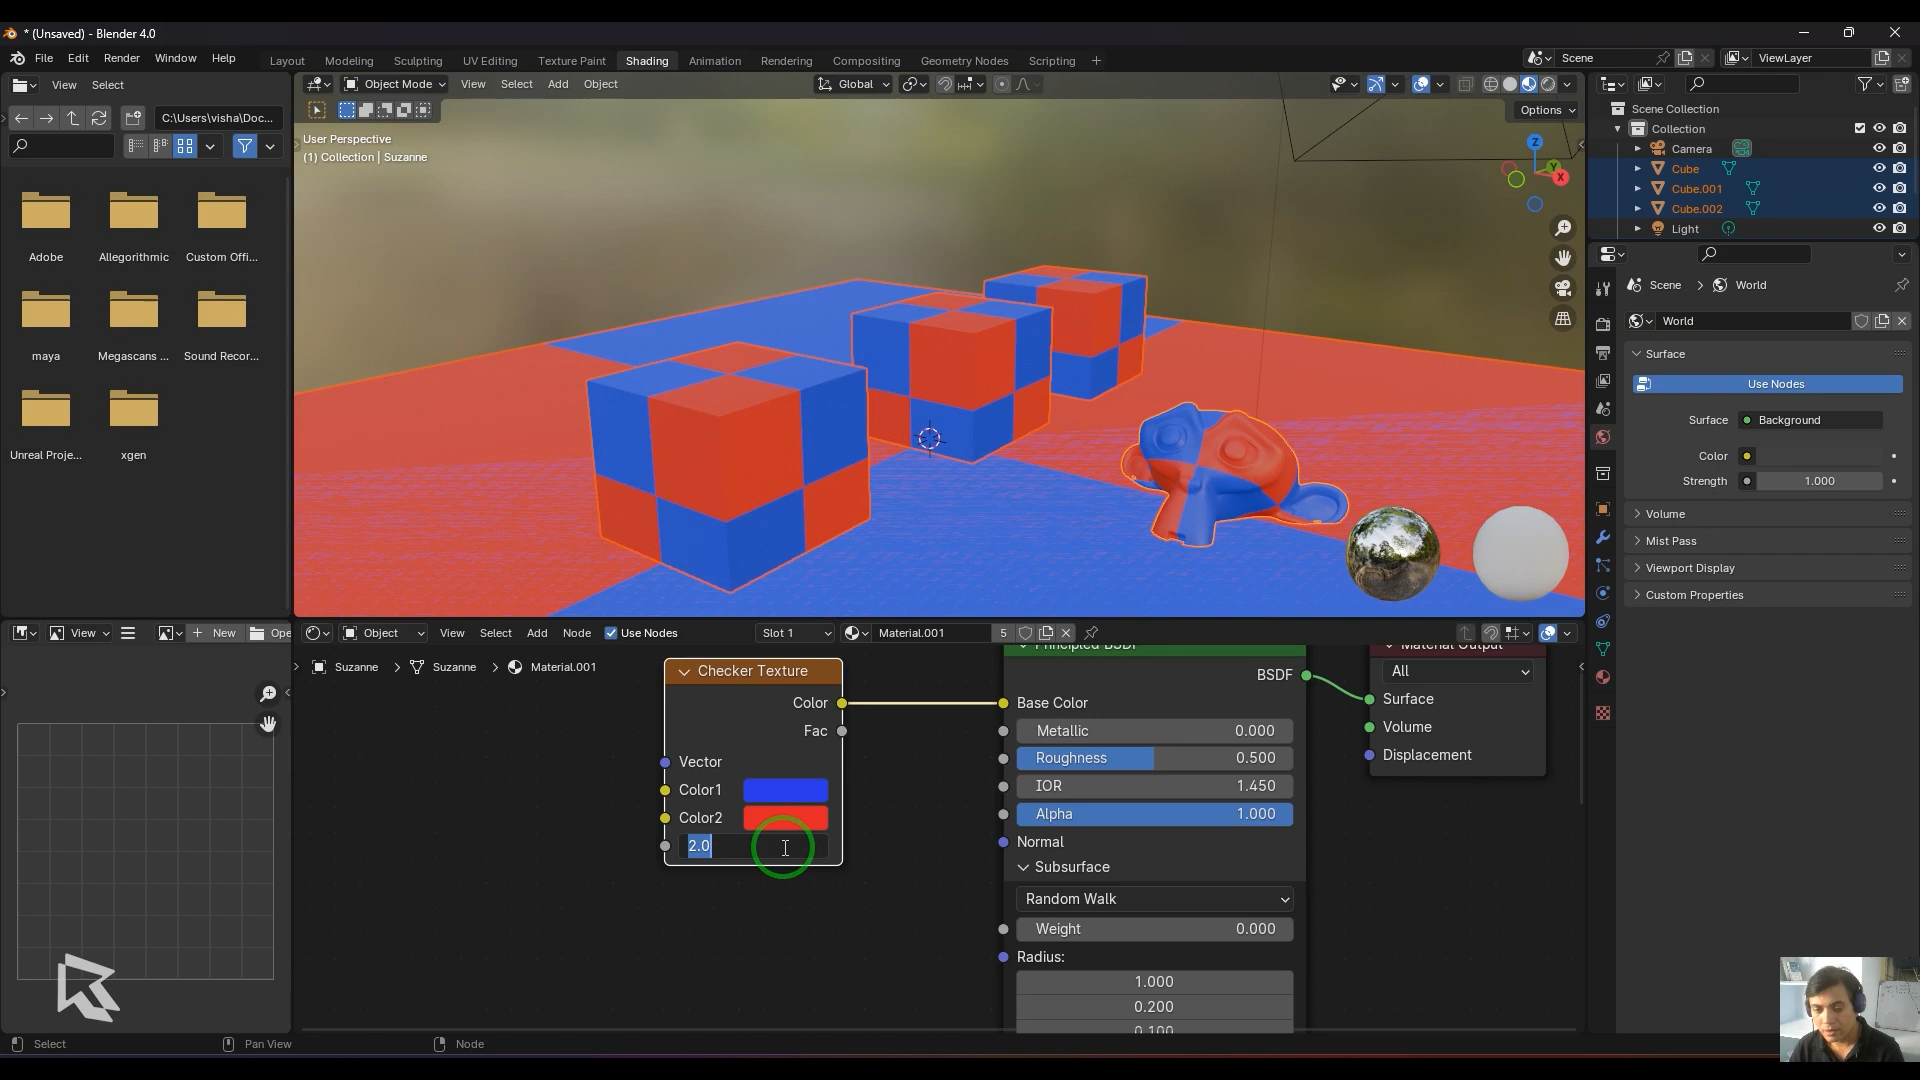 * (Unsaved) - Blender 4.0
File Edit Render Window Help
Layout Modeling Sculpting UV Editing Texture Paint Shading Animation Rendering Compositing Geometry Nodes Scripting +
Scene
ViewLayer
View Select
Object Mode View Select Add Object
Global
C:\Users\visha\Doc...
Options
User Perspective
(1) Collection | Suzanne
Z
Y
X
Adobe Allegorithmic Custom Offi...
maya Megascans ... Sound Recor...
Unreal Proje... xgen
Scene Collection
Collection
Camera
Cube
Cube.001
Cube.002
Light
Scene > World
World
Surface
Use Nodes
Surface Background
Color
Strength 1.000
Volume
Mist Pass
Viewport Display
Custom Properties
View
New
Ope
Object View Select Add Node Use Nodes
Slot 1
Material.001
5
Suzanne > Suzanne > Material.001
Checker Texture
Color
Fac
Vector
Color1
Color2
2.0
Principled BSDF
BSDF
Base Color
Metallic 0.000
Roughness 0.500
IOR 1.450
Alpha 1.000
Normal
Subsurface
Random Walk
Weight 0.000
Radius:
1.000
0.200
0.100
Material Output
All
Surface
Volume
Displacement
Select
Pan View
Node